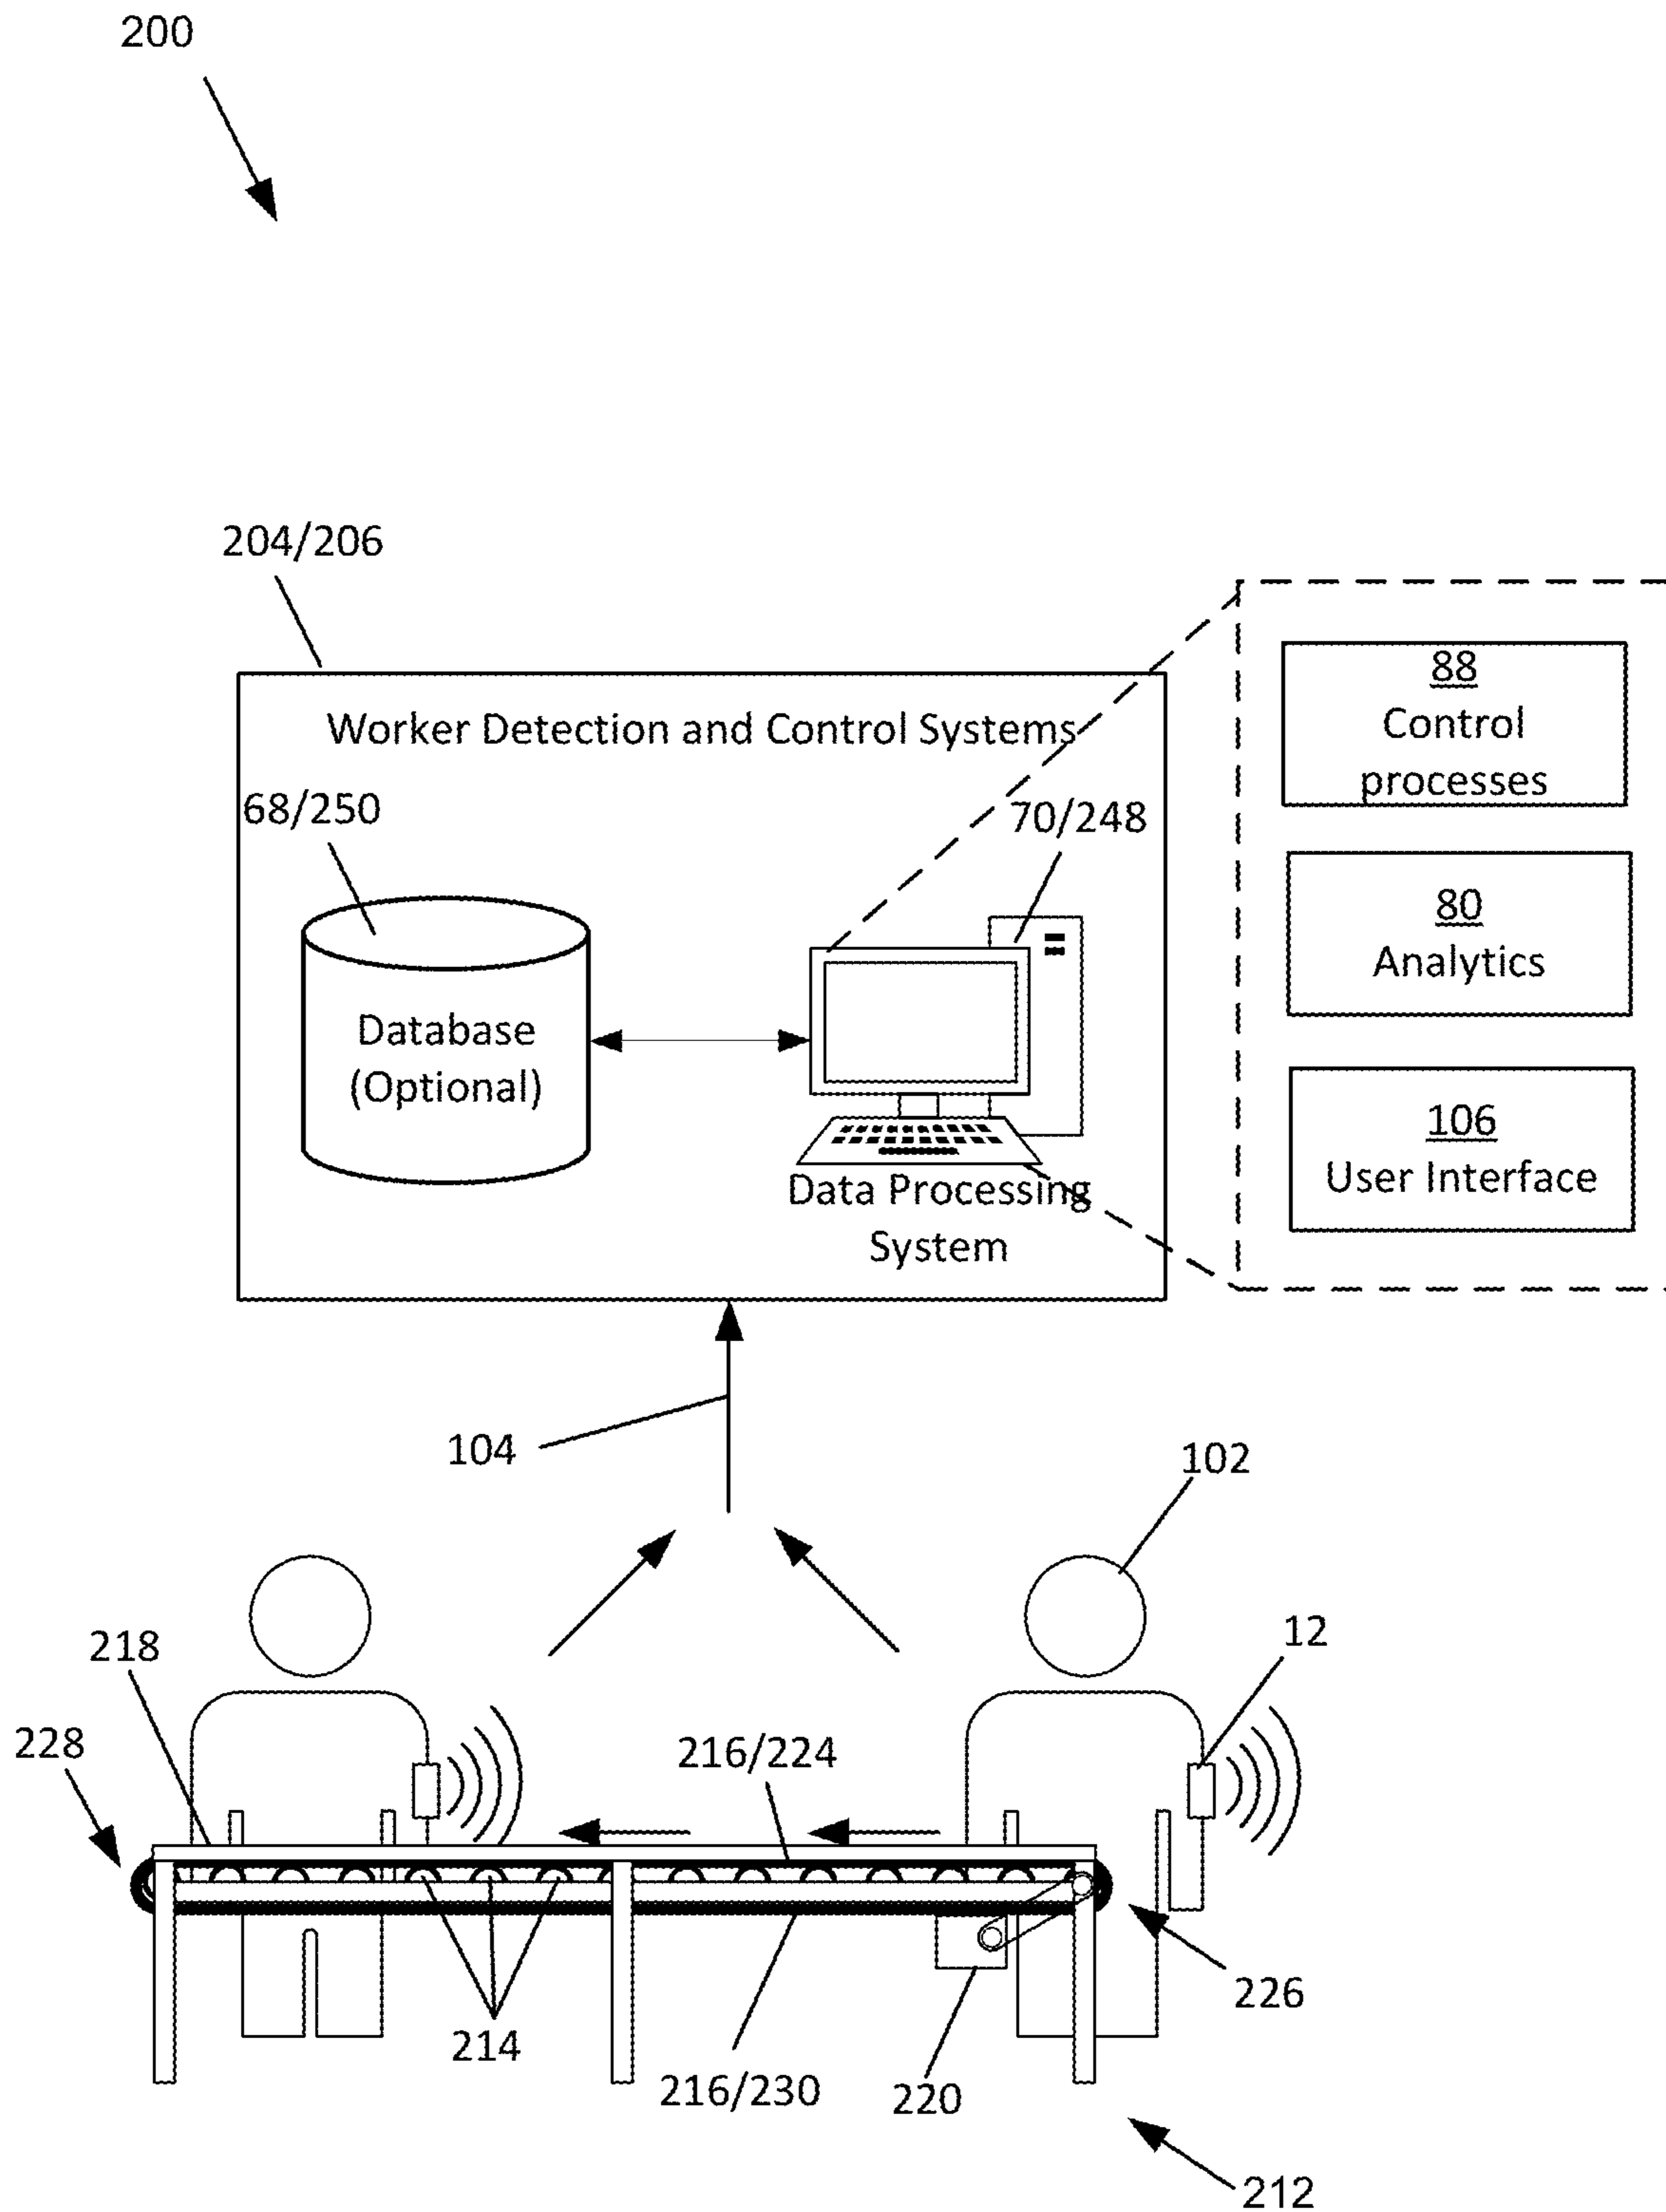 200
204/206
Worker Detection and Control Systems
68/250
70/248
Database
(Optional)
Data Processing
System
88
Control
processes
80
Analytics
106
User Interface
104
102
12
218
228
216/224
226
214
216/230
220
212